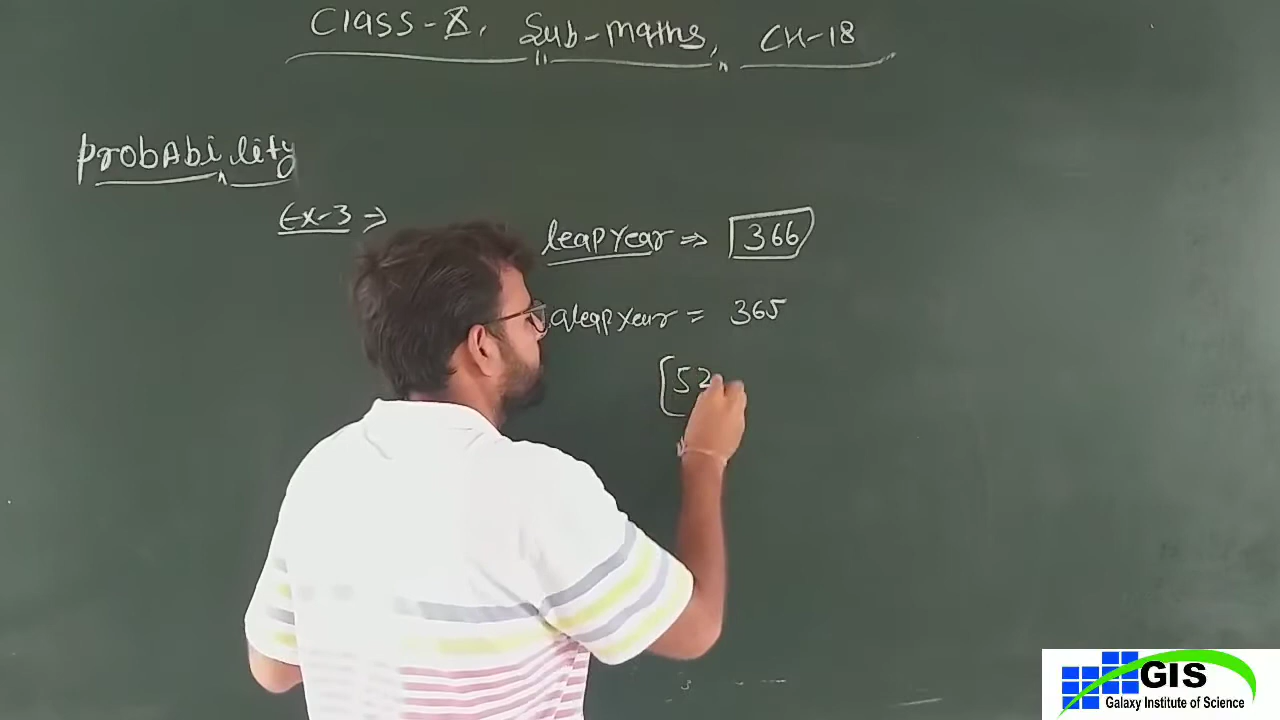 Class-X, Sub-maths, CH-18
probAbility
Ex-3 ⇒
leap year ⇒ 366
leap year = 365
[52
GIS
Galaxy Institute of Science